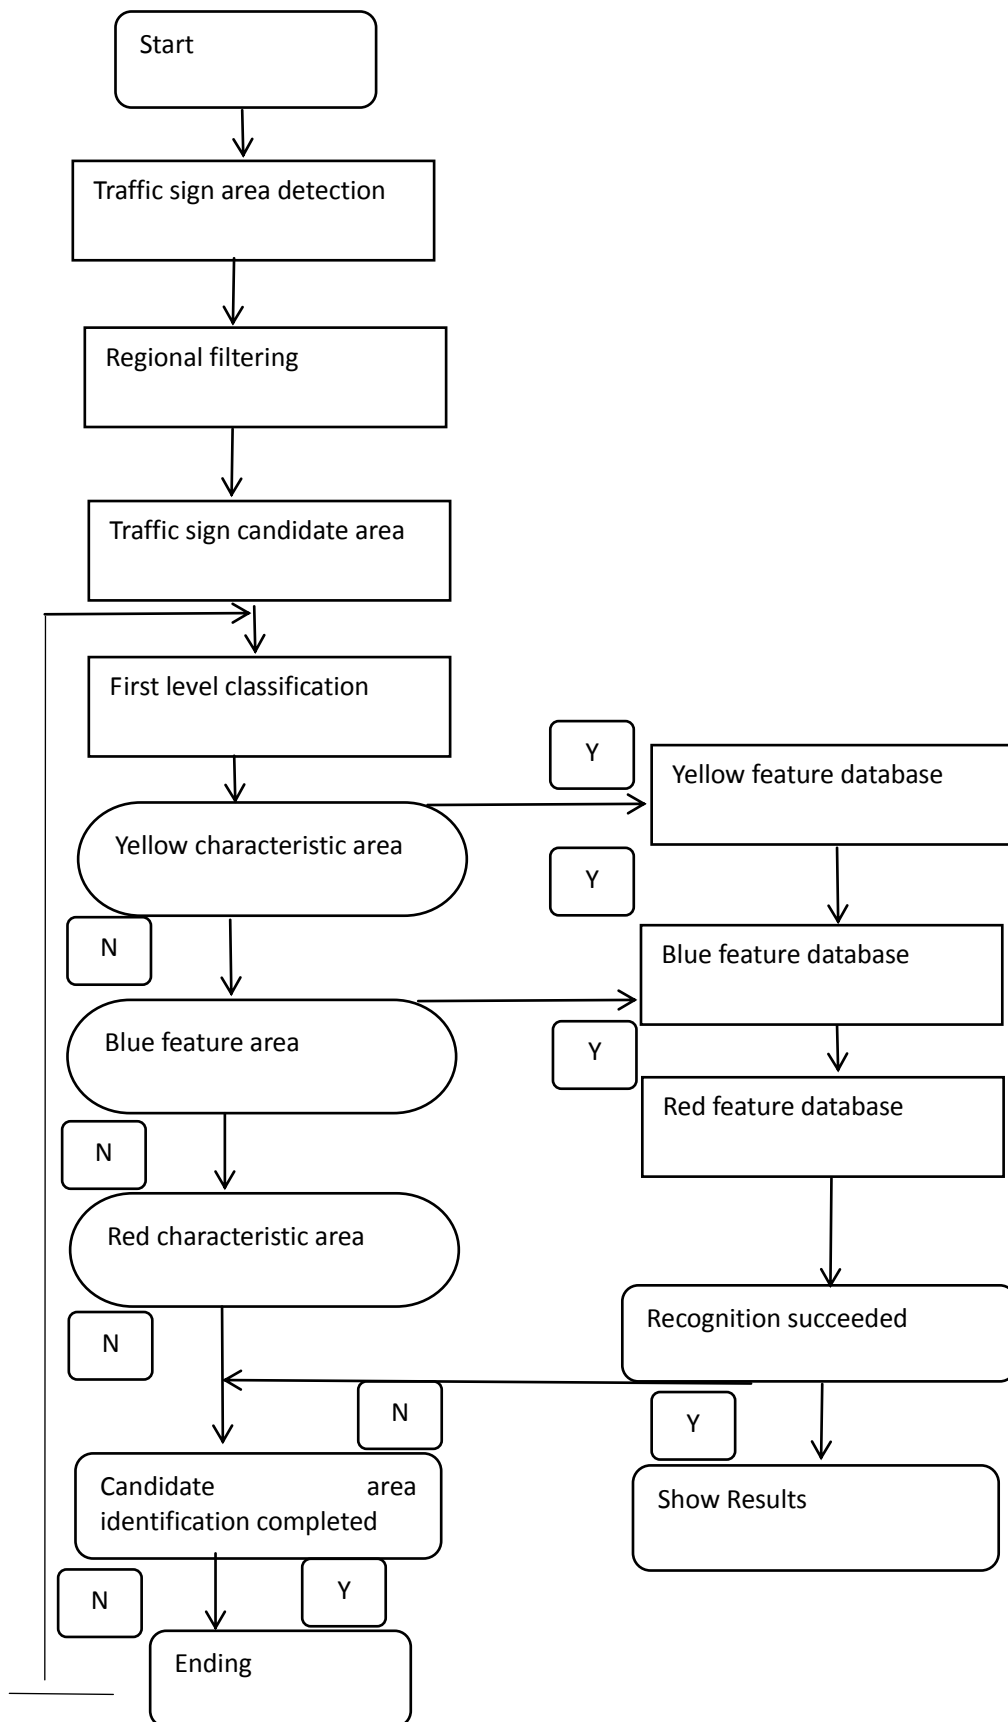 Start
Traffic sign area detection
Regional filtering
Traffic sign candidate area
First level classification
Y
Yellow feature database
Yellow characteristic area
Y
N
Blue feature database
Blue feature area
Y
Red feature database
N
Red characteristic area
Recognition succeeded
N
N
Y
Candidate area
identification completed
Show Results
N
Y
Ending